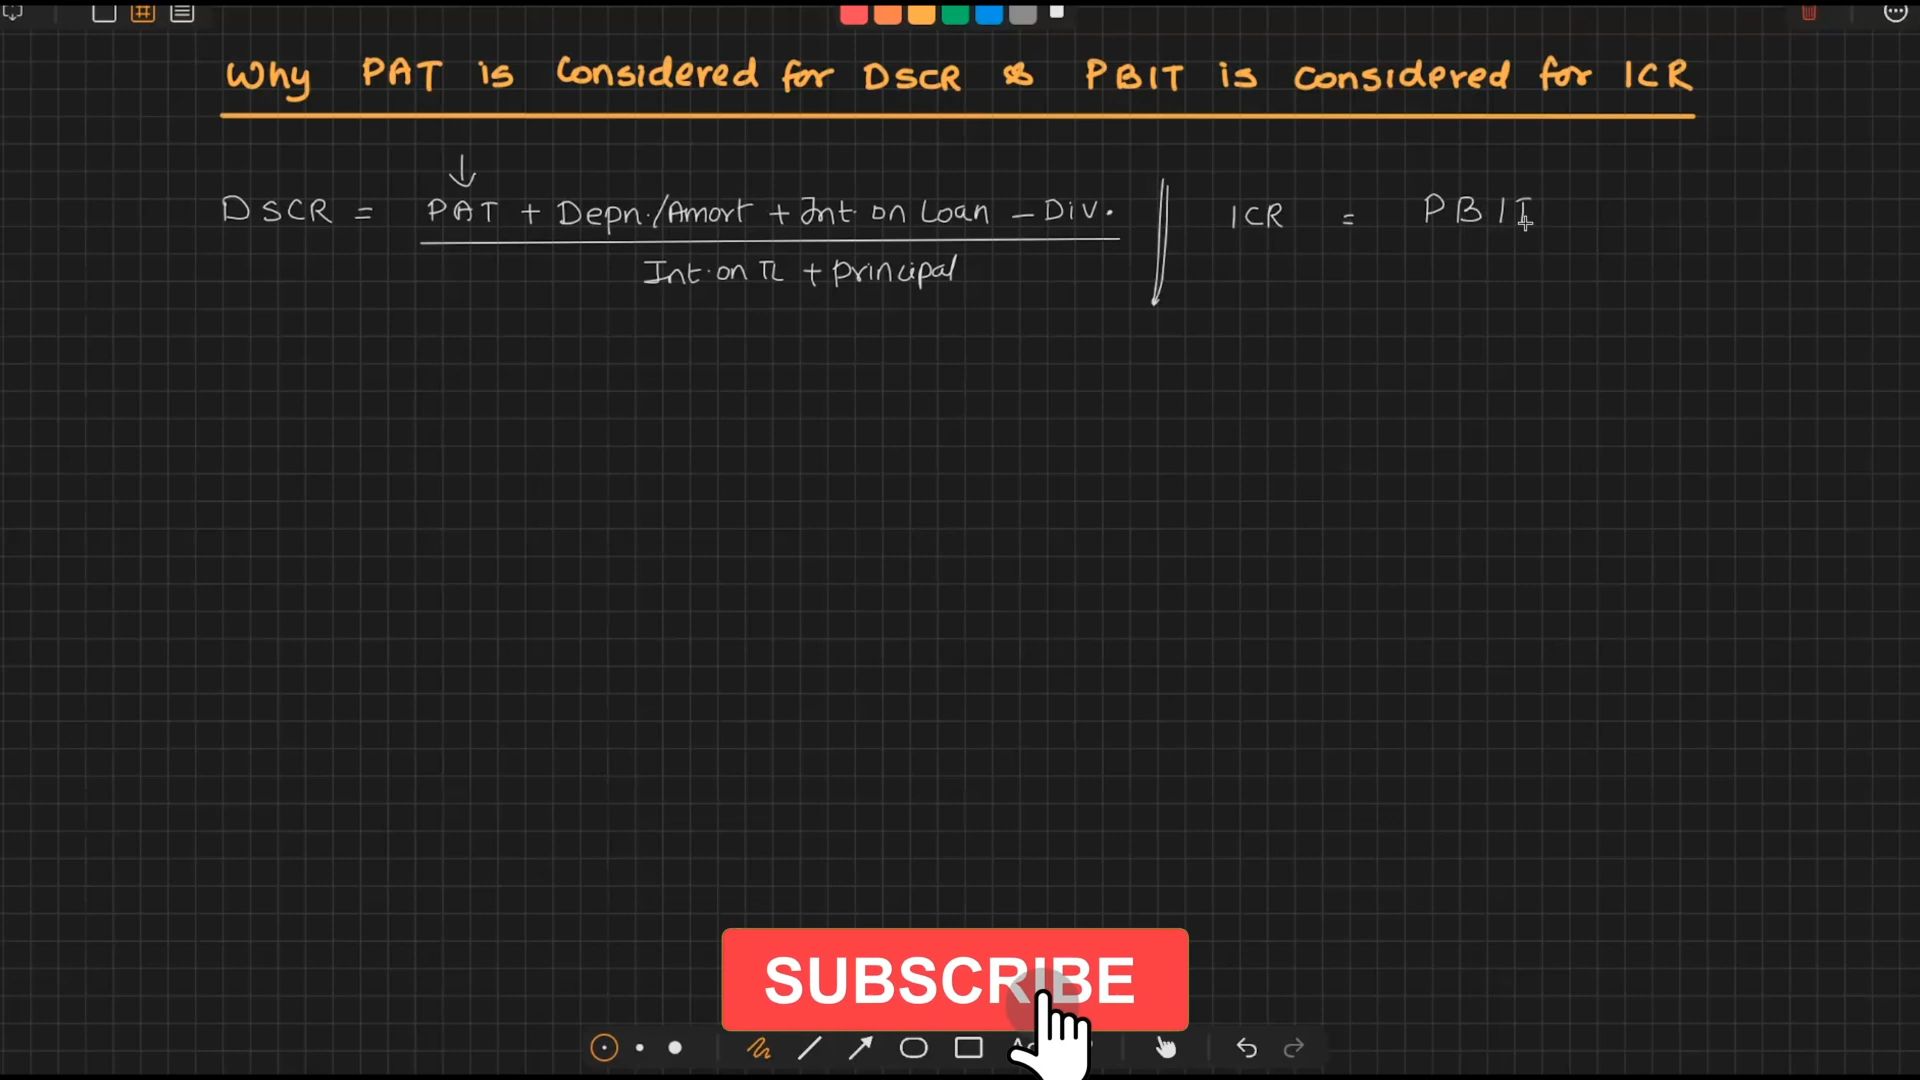 Why PAT is Considered for DSCR & PBIT is Considered for ICR
DSCR = PAT + Depn./Amort + Int. on Loan - Div.
Int. on TL + principal
ICR = PBIT
SUBSCRIBE